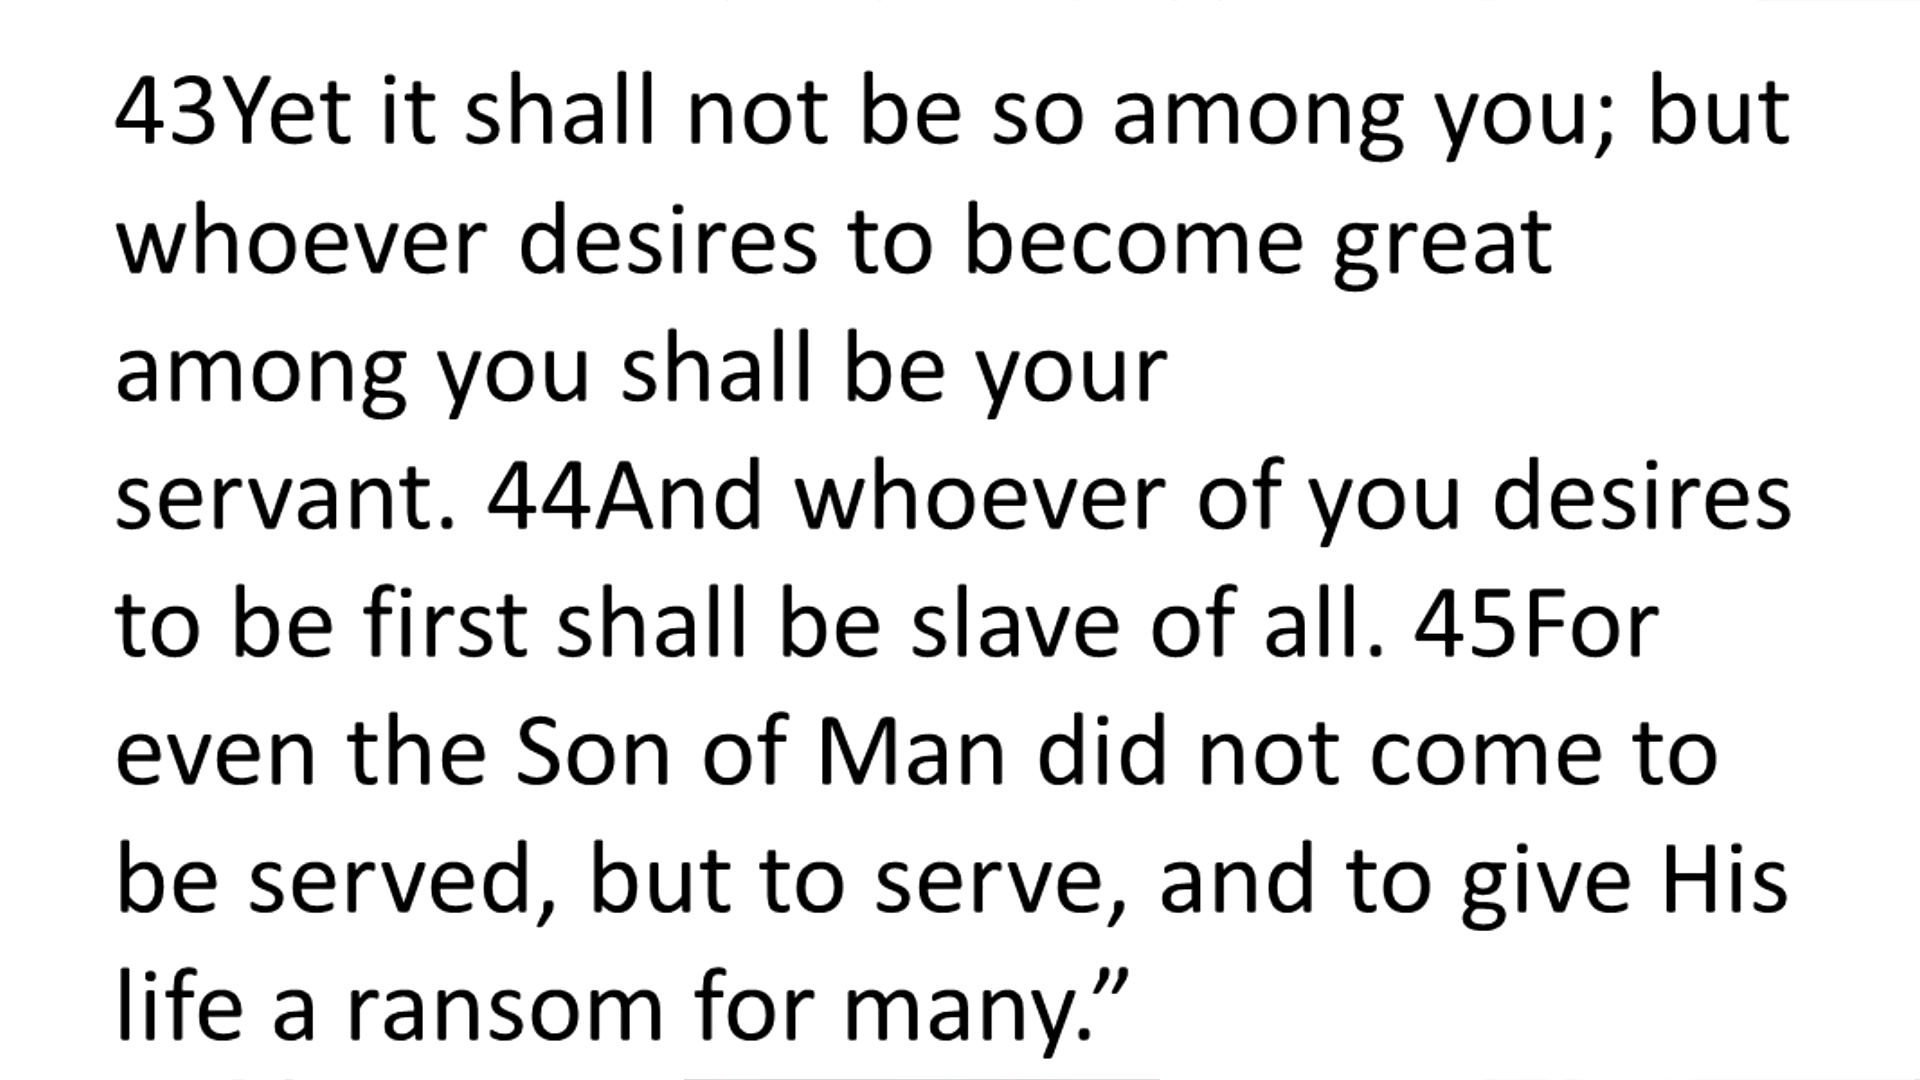 43Yet it shall not be so among you; but
whoever desires to become great
among you shall be your
servant. 44And whoever of you desires
to be first shall be slave of all. 45For
even the Son of Man did not come to
be served, but to serve, and to give His
life a ransom for many.”